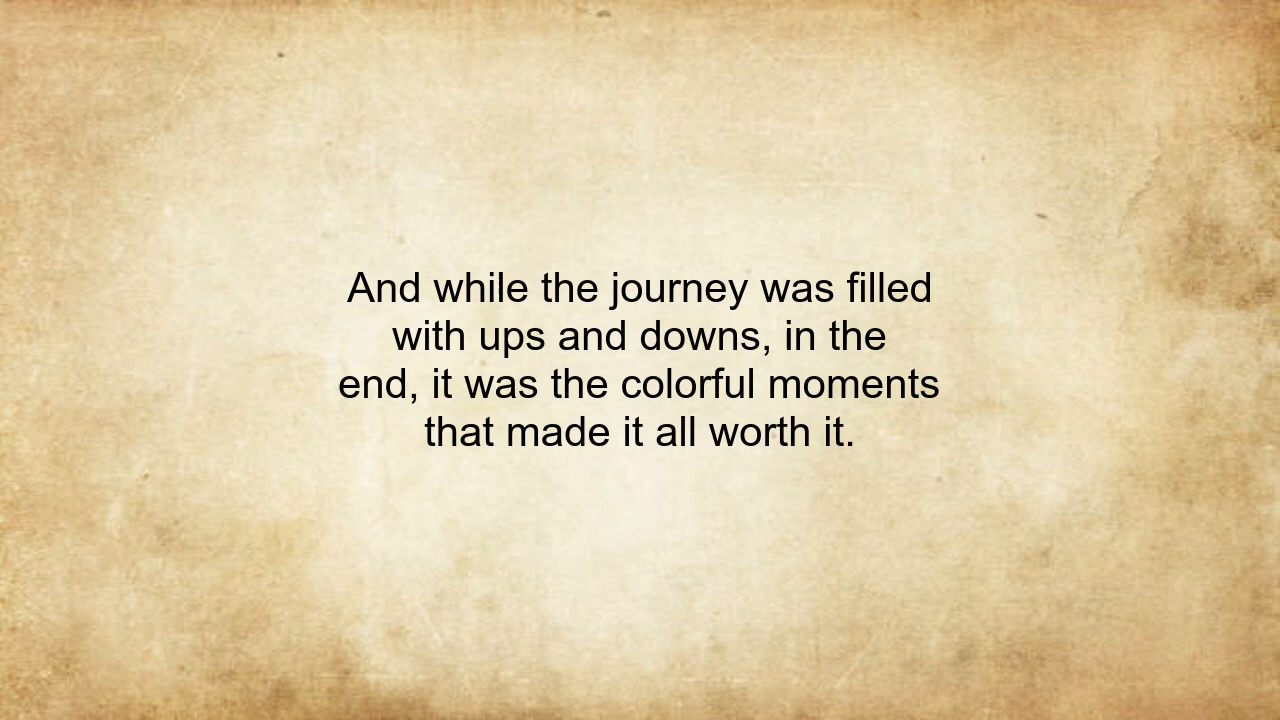 And while the journey was filled
with ups and downs, in the
end, it was the colorful moments
that made it all worth it.